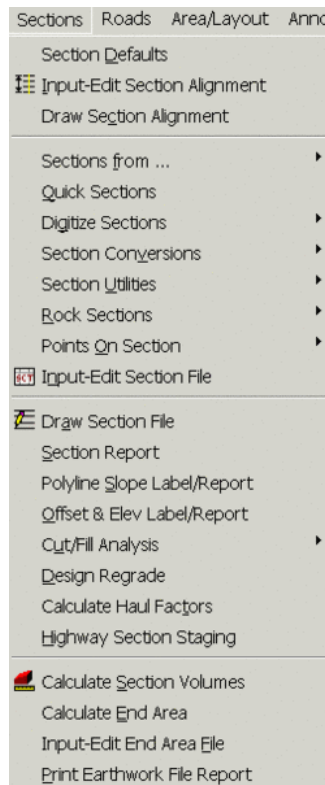 Sections Roads Area/Layout Anno
Section Defaults
Input-Edit Section Alignment
Draw Section Alignment
Sections from ...
Quick Sections
Digitize Sections
Section Conversions
Section Utilities
Rock Sections
Points On Section
Input-Edit Section File
Draw Section File
Section Report
Polyline Slope Label/Report
Offset & Elev Label/Report
Cut/Fill Analysis
Design Regrade
Calculate Haul Factors
Highway Section Staging
Calculate Section Volumes
Calculate End Area
Input-Edit End Area File
Print Earthwork File Report